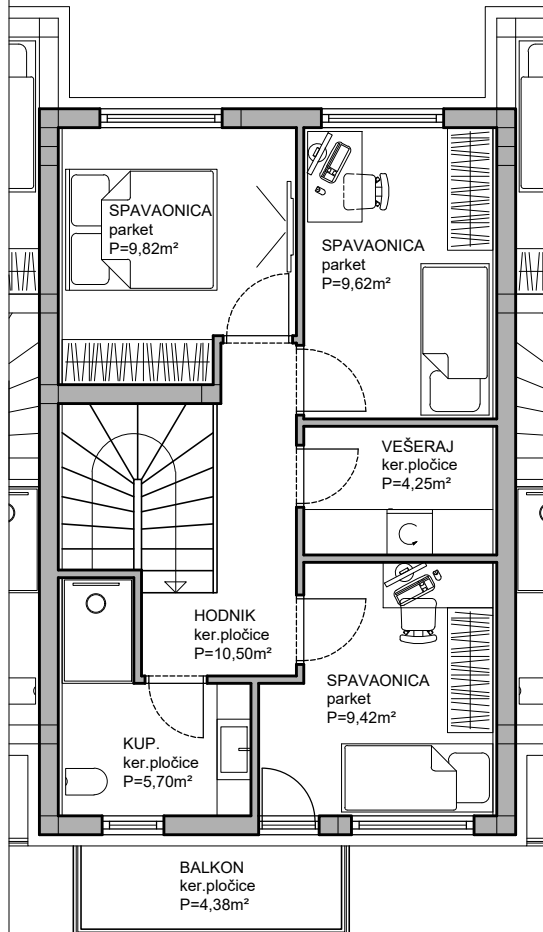 SPAVAONICA
parket
P=9,82m²
SPAVAONICA
parket
P=9,62m²
VEŠERAJ
ker.pločice
P=4,25m²
HODNIK
ker.pločice
P=10,50m²
SPAVAONICA
parket
P=9,42m²
KUP.
ker.pločice
P=5,70m²
BALKON
ker.pločice
P=4,38m²